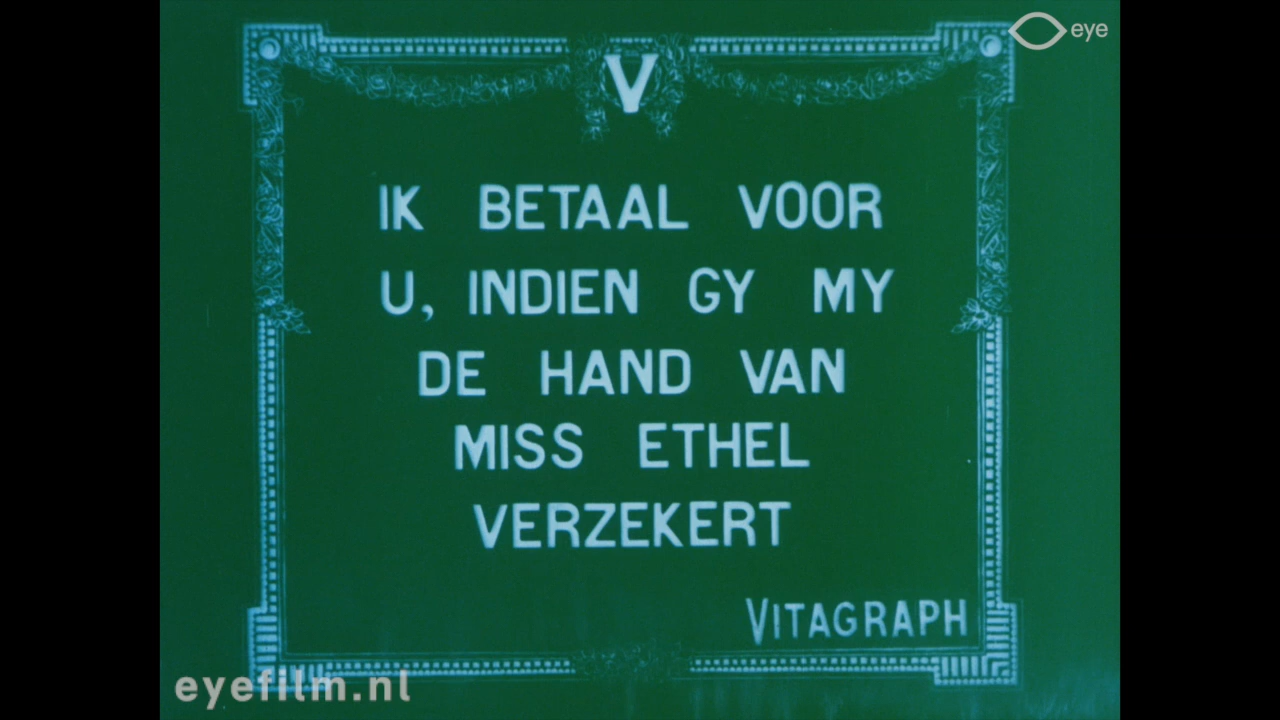 eye
V
IK BETAAL VOOR
U, INDIEN GY MY
DE HAND VAN
MISS ETHEL
VERZEKERT
VITAGRAPH
eyefilm.nl